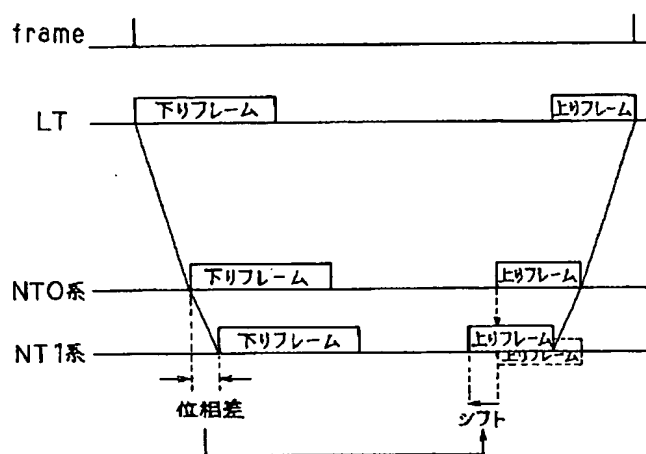 frame
LT
下りフレーム
上りフレーム
NT0系
下りフレーム
上りフレーム
NT1系
下りフレーム
上りフレーム
上りフレーム
位相差
シフト